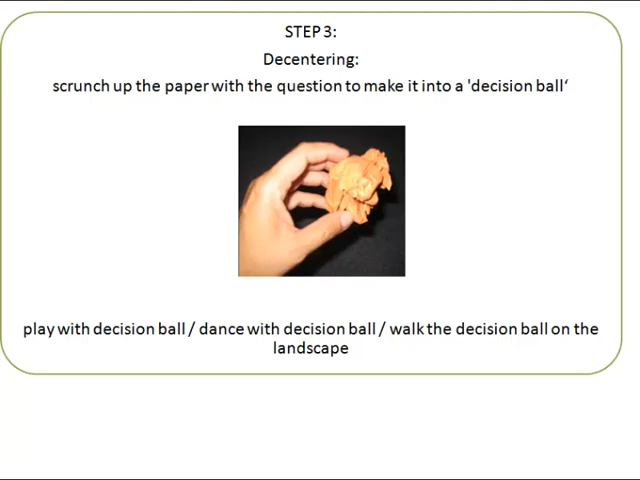 STEP 3:
Decentering:
scrunch up the paper with the question to make it into a 'decision ball‘
play with decision ball / dance with decision ball / walk the decision ball on the
landscape